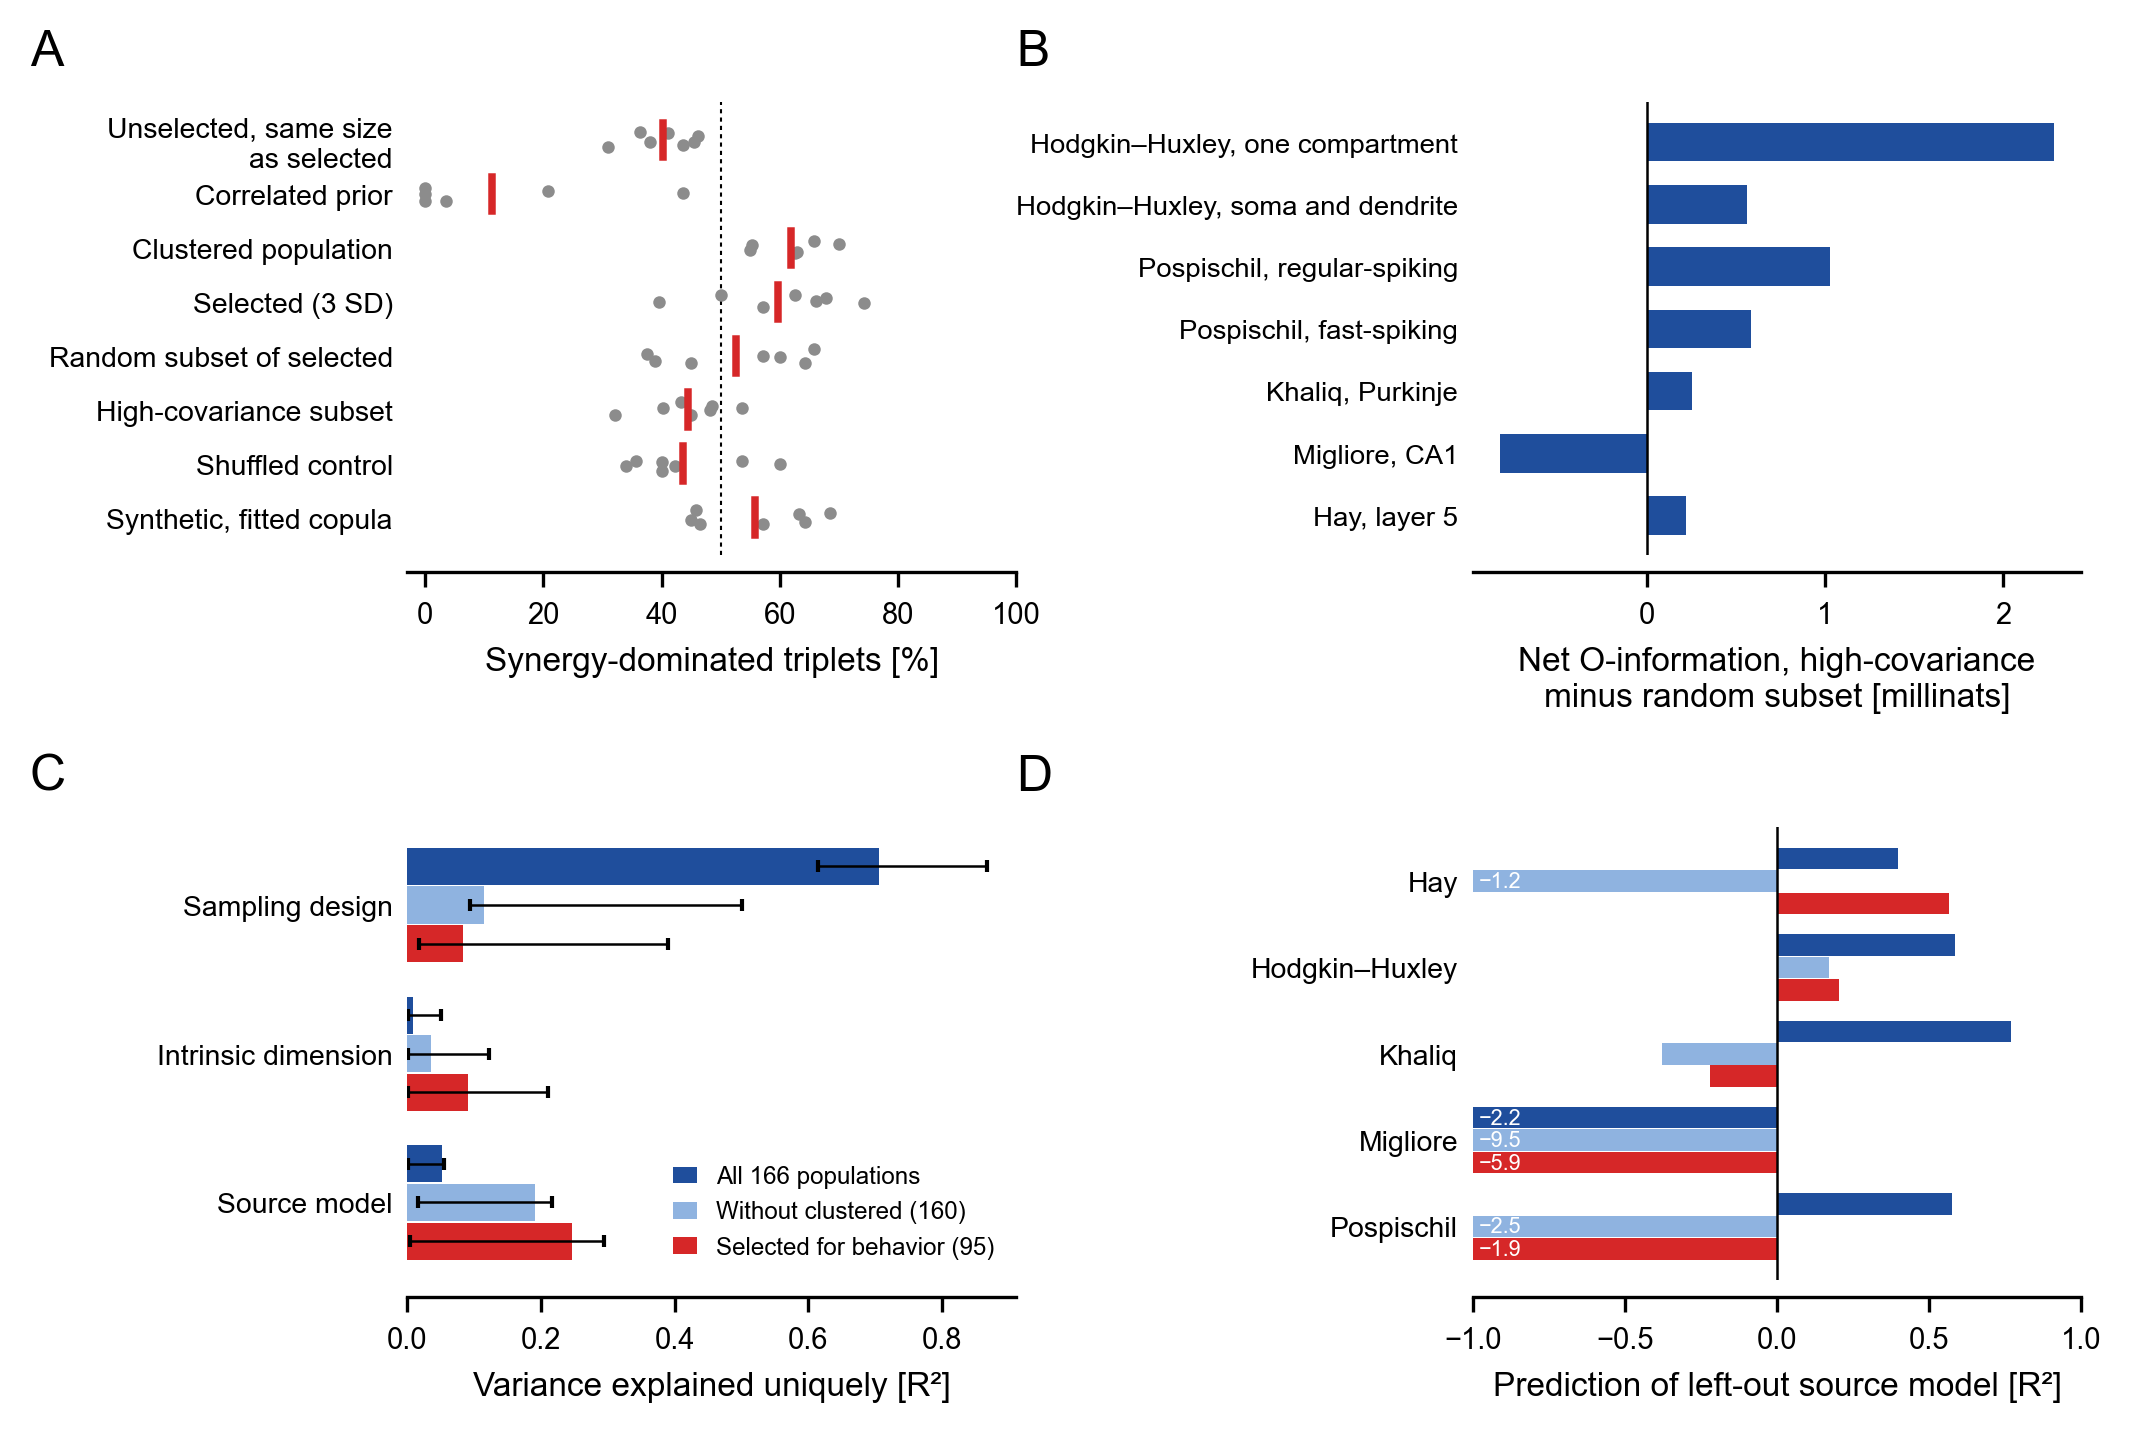 A
Unselected, same size
as selected
Correlated prior
Clustered population
Selected (3 SD)
Random subset of selected
High-covariance subset
Shuffled control
Synthetic, fitted copula
0 20 40 60 80 100
Synergy-dominated triplets [%]
B
Hodgkin–Huxley, one compartment
Hodgkin–Huxley, soma and dendrite
Pospischil, regular-spiking
Pospischil, fast-spiking
Khaliq, Purkinje
Migliore, CA1
Hay, layer 5
0 1 2
Net O-information, high-covariance
minus random subset [millinats]
C
Sampling design
Intrinsic dimension
Source model
All 166 populations
Without clustered (160)
Selected for behavior (95)
0.0 0.2 0.4 0.6 0.8
Variance explained uniquely [R²]
D
Hay
−1.2
Hodgkin–Huxley
Khaliq
Migliore
−2.2
−9.5
−5.9
Pospischil
−2.5
−1.9
−1.0 −0.5 0.0 0.5 1.0
Prediction of left-out source model [R²]